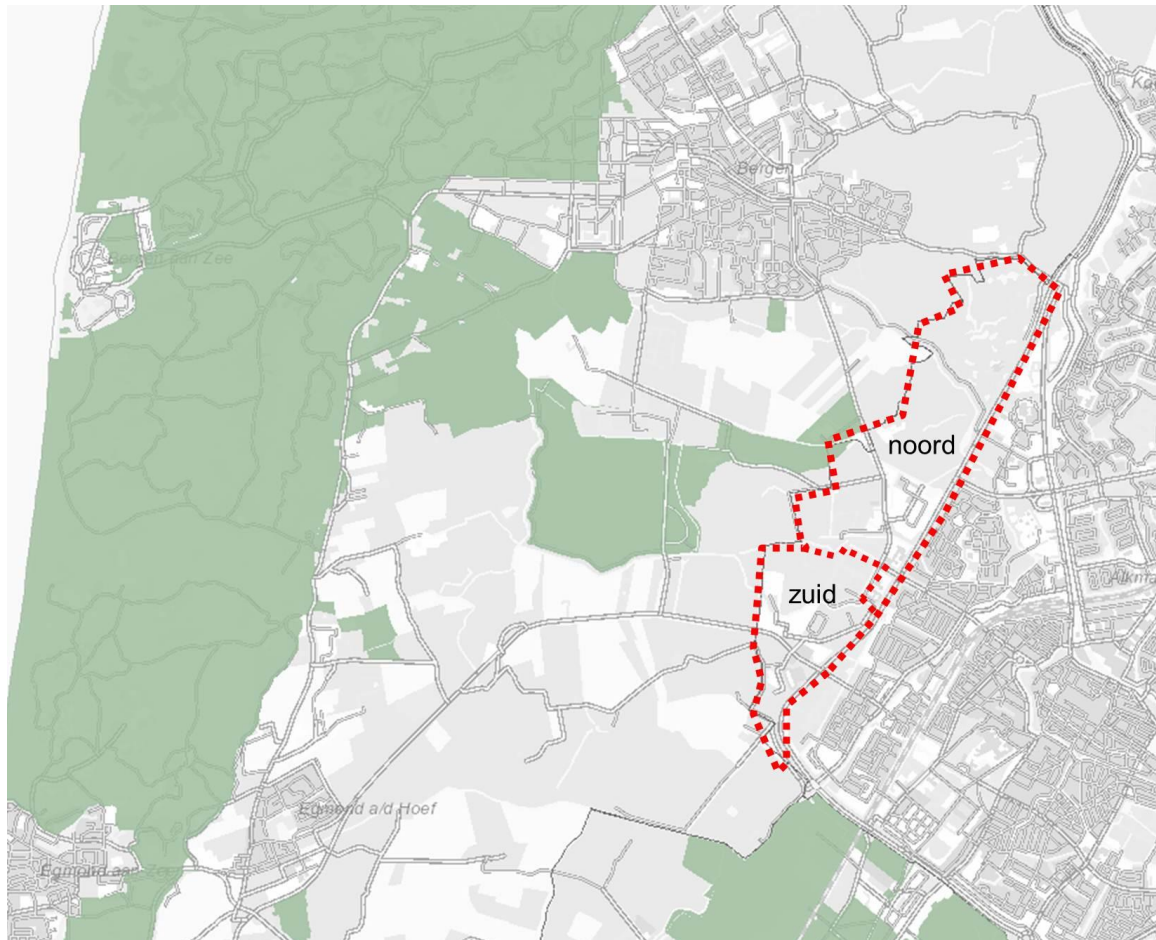 Bergen
Bergen aan Zee
noord
zuid
Egmond a/d Hoef
Egmond aan Zee